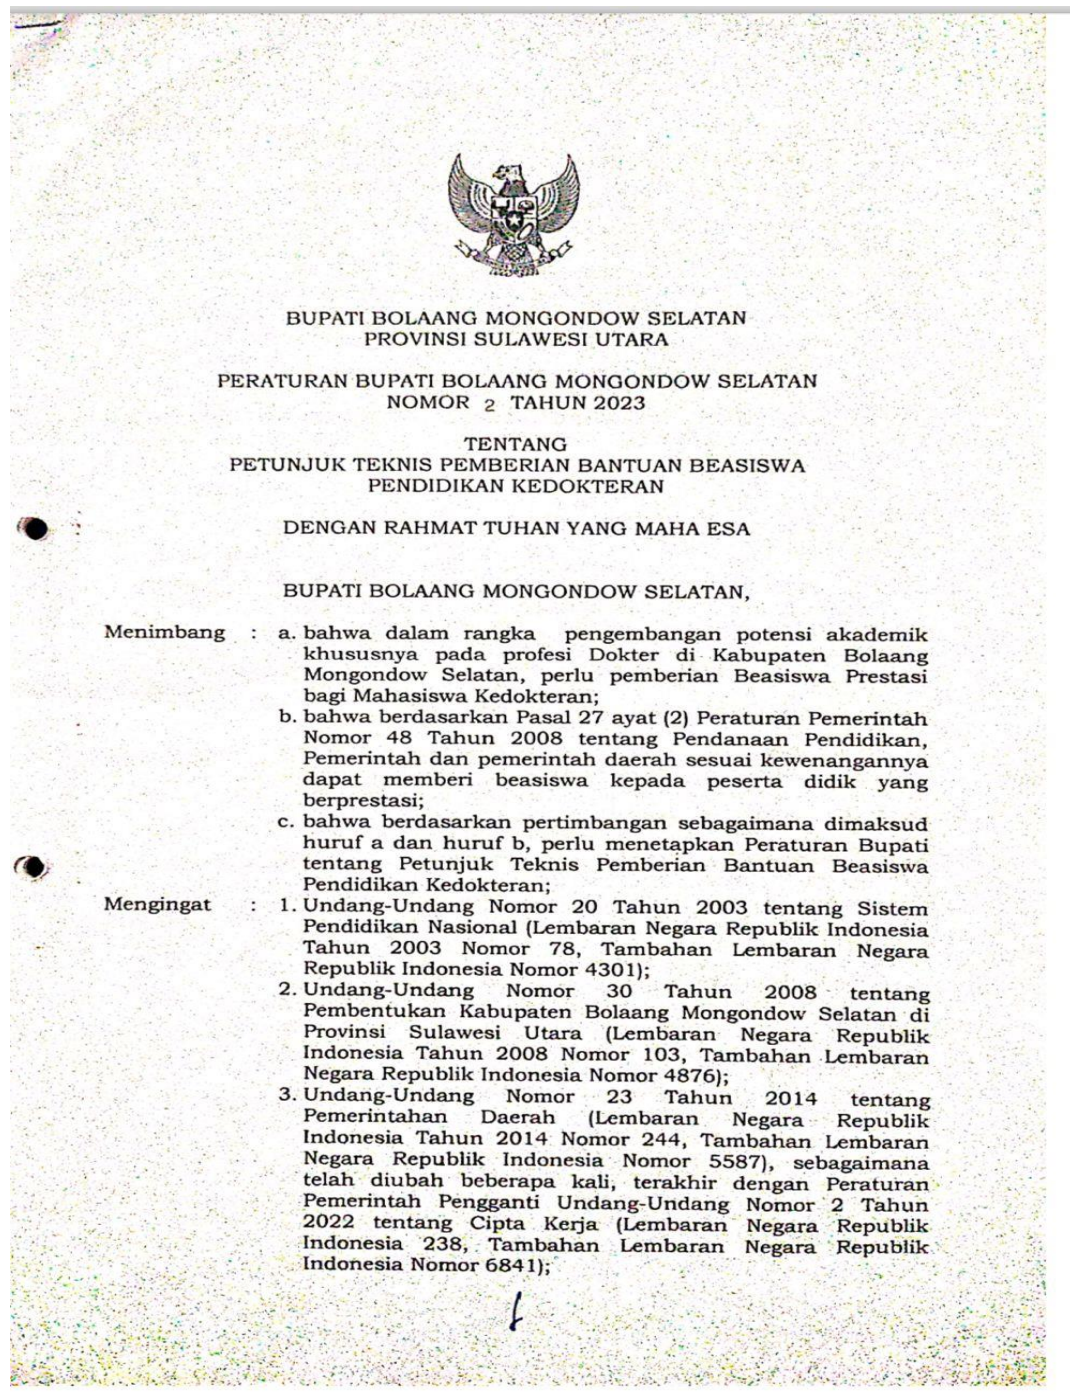 BUPATI BOLAANG MONGONDOW SELATAN
PROVINSI SULAWESI UTARA
PERATURAN BUPATI BOLAANG MONGONDOW SELATAN
NOMOR 2 TAHUN 2023
TENTANG
PETUNJUK TEKNIS PEMBERIAN BANTUAN BEASISWA
PENDIDIKAN KEDOKTERAN
DENGAN RAHMAT TUHAN YANG MAHA ESA
BUPATI BOLAANG MONGONDOW SELATAN,
Menimbang : a. bahwa dalam rangka pengembangan potensi akademik
khususnya pada profesi Dokter di Kabupaten Bolaang
Mongondow Selatan, perlu pemberian Beasiswa Prestasi
bagi Mahasiswa Kedokteran;
b. bahwa berdasarkan Pasal 27 ayat (2) Peraturan Pemerintah
Nomor 48 Tahun 2008 tentang Pendanaan Pendidikan,
Pemerintah dan pemerintah daerah sesuai kewenangannya
dapat memberi beasiswa kepada peserta didik yang
berprestasi;
c. bahwa berdasarkan pertimbangan sebagaimana dimaksud
huruf a dan huruf b, perlu menetapkan Peraturan Bupati
tentang Petunjuk Teknis Pemberian Bantuan Beasiswa
Pendidikan Kedokteran;
Mengingat : 1. Undang-Undang Nomor 20 Tahun 2003 tentang Sistem
Pendidikan Nasional (Lembaran Negara Republik Indonesia
Tahun 2003 Nomor 78, Tambahan Lembaran Negara
Republik Indonesia Nomor 4301);
2. Undang-Undang Nomor 30 Tahun 2008 tentang
Pembentukan Kabupaten Bolaang Mongondow Selatan di
Provinsi Sulawesi Utara (Lembaran Negara Republik
Indonesia Tahun 2008 Nomor 103, Tambahan Lembaran
Negara Republik Indonesia Nomor 4876);
3. Undang-Undang Nomor 23 Tahun 2014 tentang
Pemerintahan Daerah (Lembaran Negara Republik
Indonesia Tahun 2014 Nomor 244, Tambahan Lembaran
Negara Republik Indonesia Nomor 5587), sebagaimana
telah diubah beberapa kali, terakhir dengan Peraturan
Pemerintah Pengganti Undang-Undang Nomor 2 Tahun
2022 tentang Cipta Kerja (Lembaran Negara Republik
Indonesia 238, Tambahan Lembaran Negara Republik
Indonesia Nomor 6841);